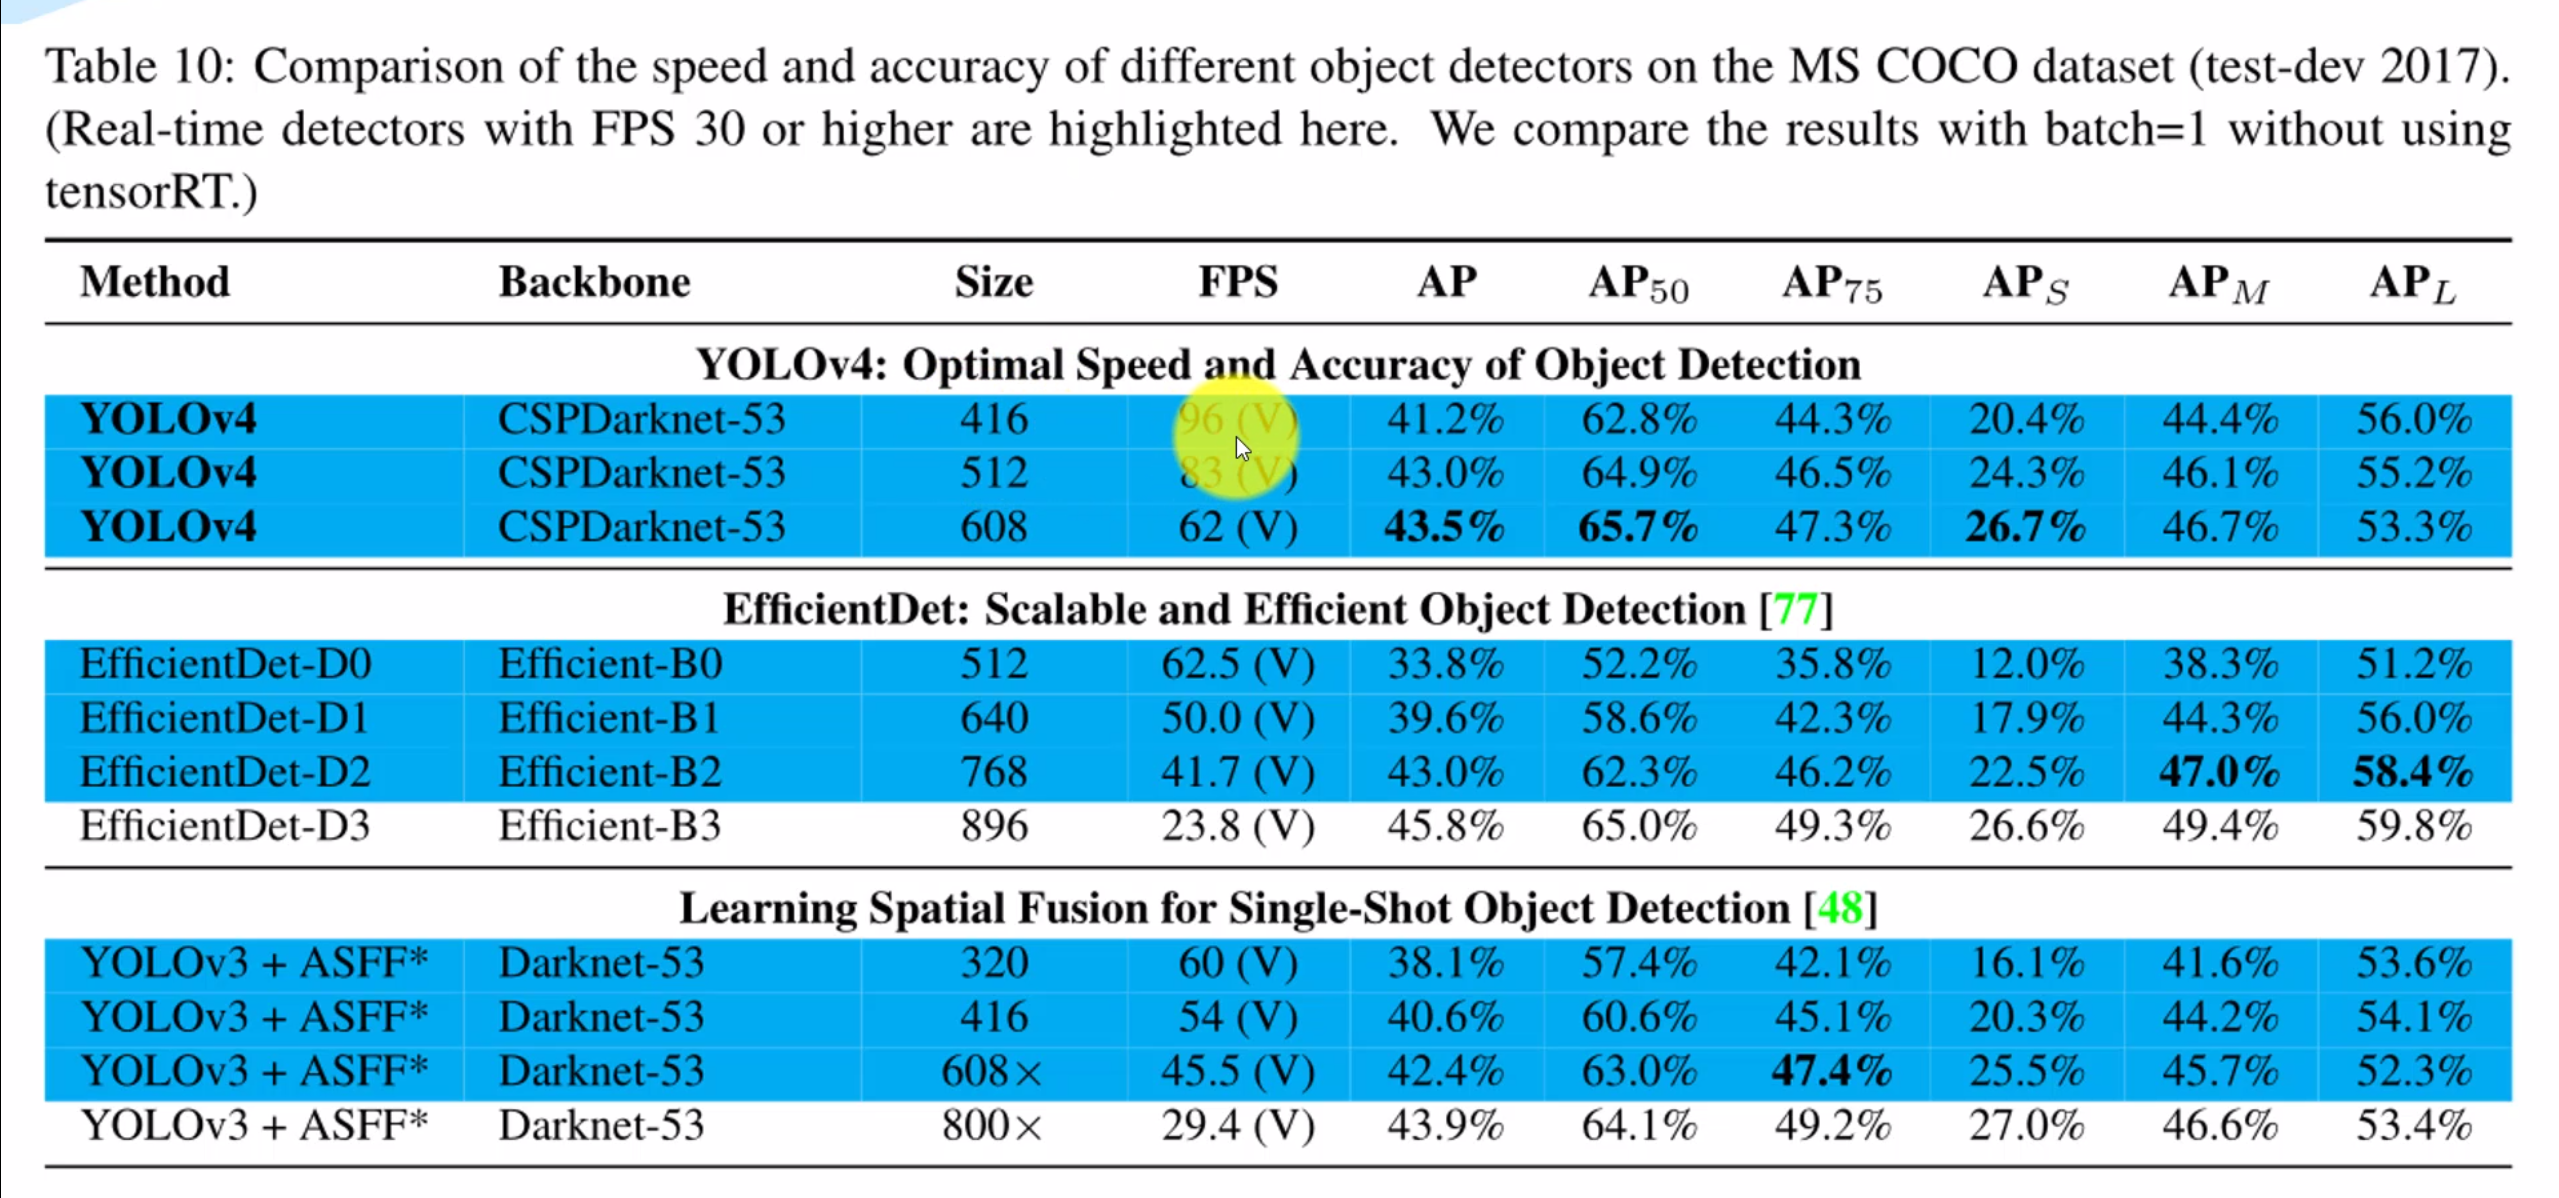 Table 10: Comparison of the speed and accuracy of different object detectors on the MS COCO dataset (test-dev 2017).
(Real-time detectors with FPS 30 or higher are highlighted here. We compare the results with batch=1 without using
tensorRT.)
Method Backbone Size FPS AP AP50 AP75 APS APM APL
YOLOv4: Optimal Speed and Accuracy of Object Detection
YOLOv4 CSPDarknet-53 416 96 (V) 41.2% 62.8% 44.3% 20.4% 44.4% 56.0%
YOLOv4 CSPDarknet-53 512 83 (V) 43.0% 64.9% 46.5% 24.3% 46.1% 55.2%
YOLOv4 CSPDarknet-53 608 62 (V) 43.5% 65.7% 47.3% 26.7% 46.7% 53.3%
EfficientDet: Scalable and Efficient Object Detection [77]
EfficientDet-D0 Efficient-B0 512 62.5 (V) 33.8% 52.2% 35.8% 12.0% 38.3% 51.2%
EfficientDet-D1 Efficient-B1 640 50.0 (V) 39.6% 58.6% 42.3% 17.9% 44.3% 56.0%
EfficientDet-D2 Efficient-B2 768 41.7 (V) 43.0% 62.3% 46.2% 22.5% 47.0% 58.4%
EfficientDet-D3 Efficient-B3 896 23.8 (V) 45.8% 65.0% 49.3% 26.6% 49.4% 59.8%
Learning Spatial Fusion for Single-Shot Object Detection [48]
YOLOv3 + ASFF* Darknet-53 320 60 (V) 38.1% 57.4% 42.1% 16.1% 41.6% 53.6%
YOLOv3 + ASFF* Darknet-53 416 54 (V) 40.6% 60.6% 45.1% 20.3% 44.2% 54.1%
YOLOv3 + ASFF* Darknet-53 608× 45.5 (V) 42.4% 63.0% 47.4% 25.5% 45.7% 52.3%
YOLOv3 + ASFF* Darknet-53 800× 29.4 (V) 43.9% 64.1% 49.2% 27.0% 46.6% 53.4%